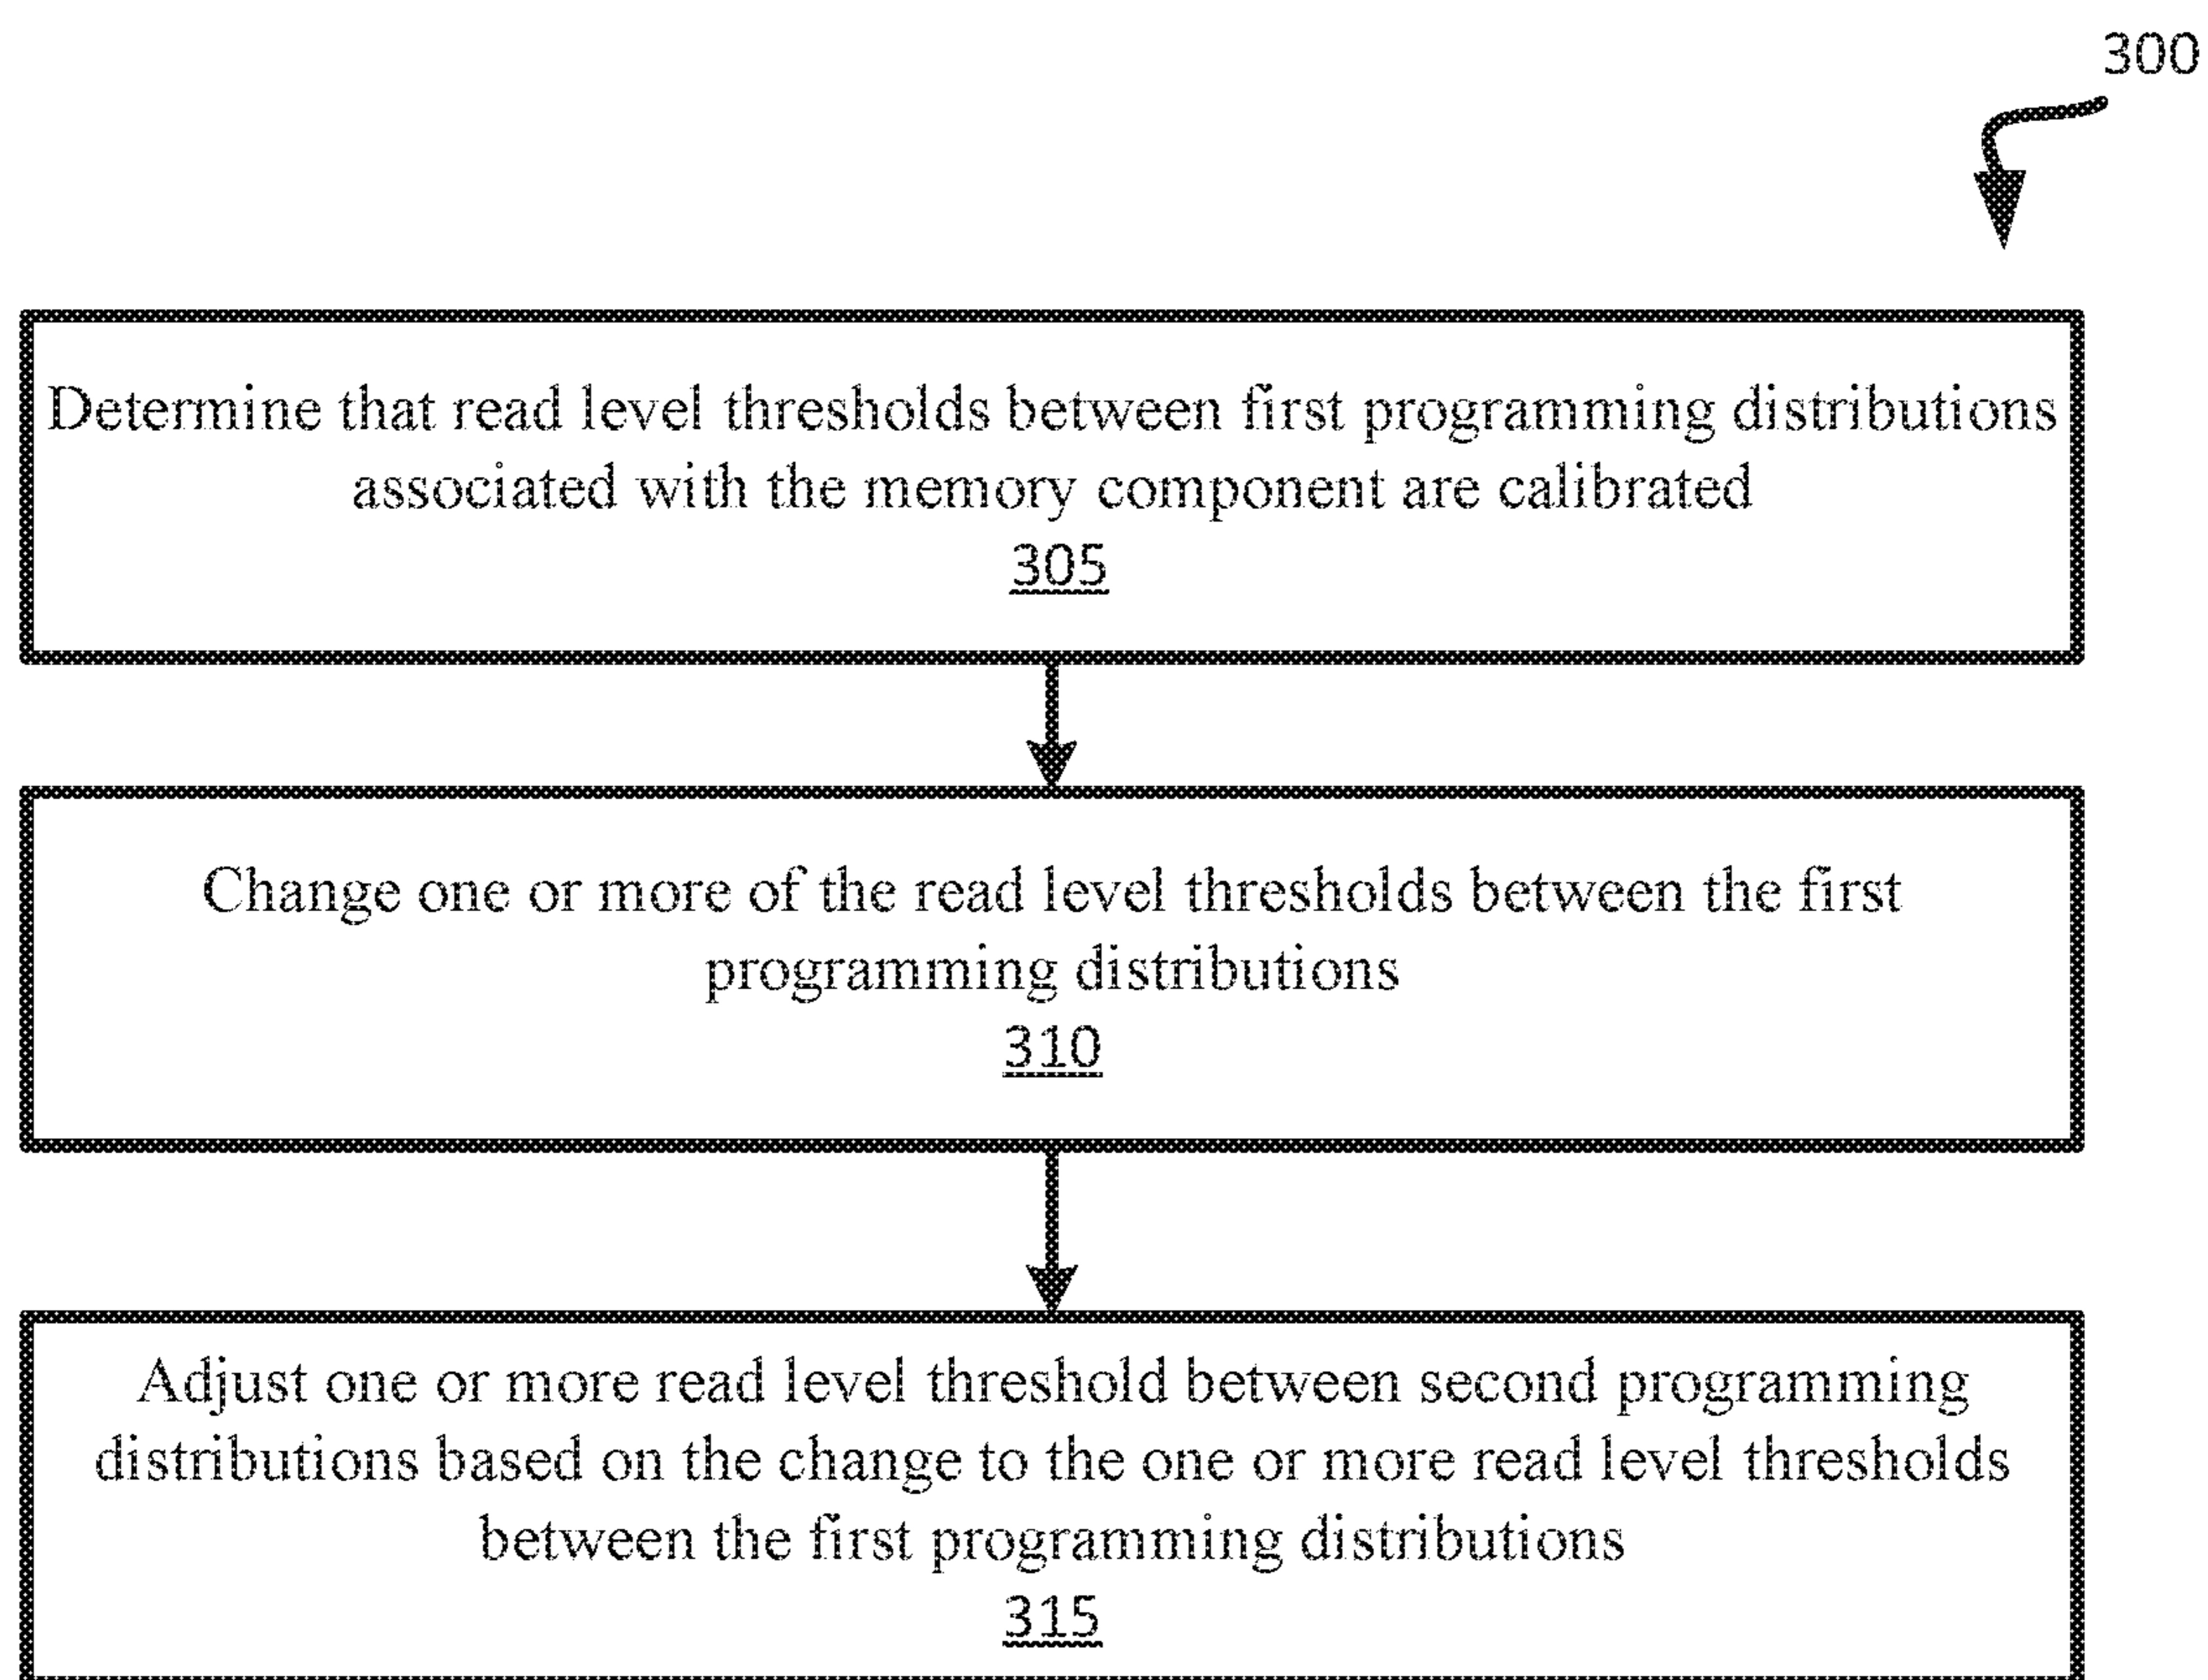 300
Determine that read level thresholds between first programming distributions
associated with the memory component are calibrated
305
Change one or more of the read level thresholds between the first
programming distributions
310
Adjust one or more read level threshold between second programming
distributions based on the change to the one or more read level thresholds
between the first programming distributions
315